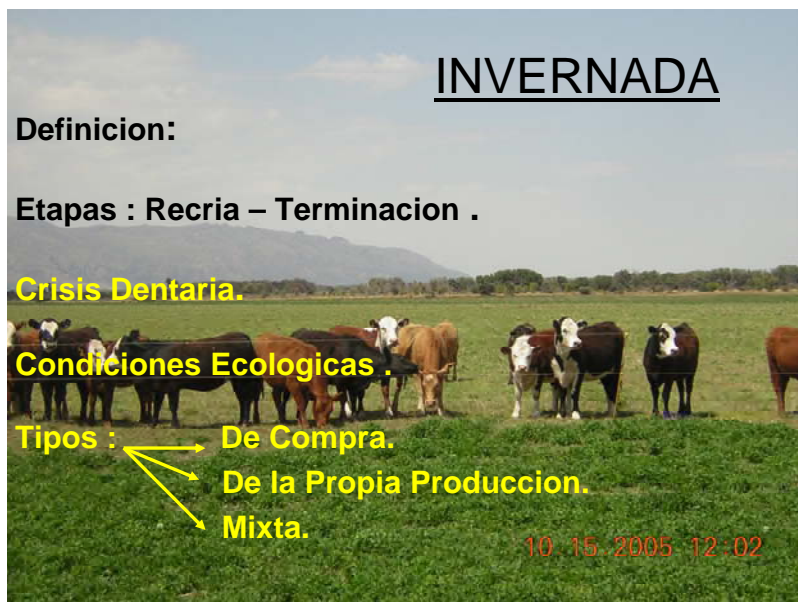 INVERNADA
Definicion:
Etapas : Recria – Terminacion .
Crisis Dentaria.
Condiciones Ecologicas .
Tipos : De Compra.
De la Propia Produccion.
Mixta.
10 15 2005 12:02